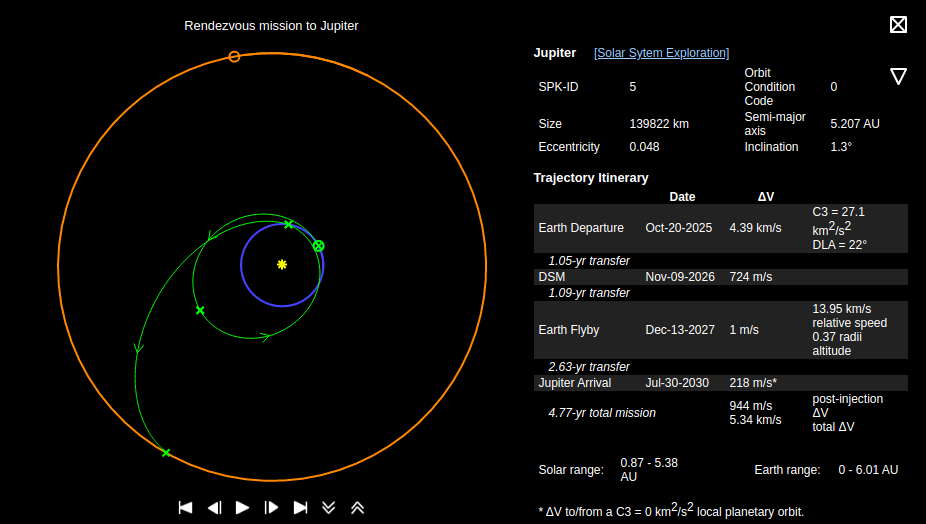 Rendezvous mission to Jupiter
Jupiter [Solar Sytem Exploration]
SPK-ID 5 Orbit Condition Code 0
Size 139822 km Semi-major axis 5.207 AU
Eccentricity 0.048 Inclination 1.3°
Trajectory Itinerary
Date ΔV
Earth Departure Oct-20-2025 4.39 km/s C3 = 27.1 km2/s2 DLA = 22°
1.05-yr transfer
DSM Nov-09-2026 724 m/s
1.09-yr transfer
Earth Flyby Dec-13-2027 1 m/s 13.95 km/s relative speed 0.37 radii altitude
2.63-yr transfer
Jupiter Arrival Jul-30-2030 218 m/s*
4.77-yr total mission 944 m/s post-injection ΔV
5.34 km/s total ΔV
Solar range: 0.87 - 5.38 AU Earth range: 0 - 6.01 AU
* ΔV to/from a C3 = 0 km2/s2 local planetary orbit.